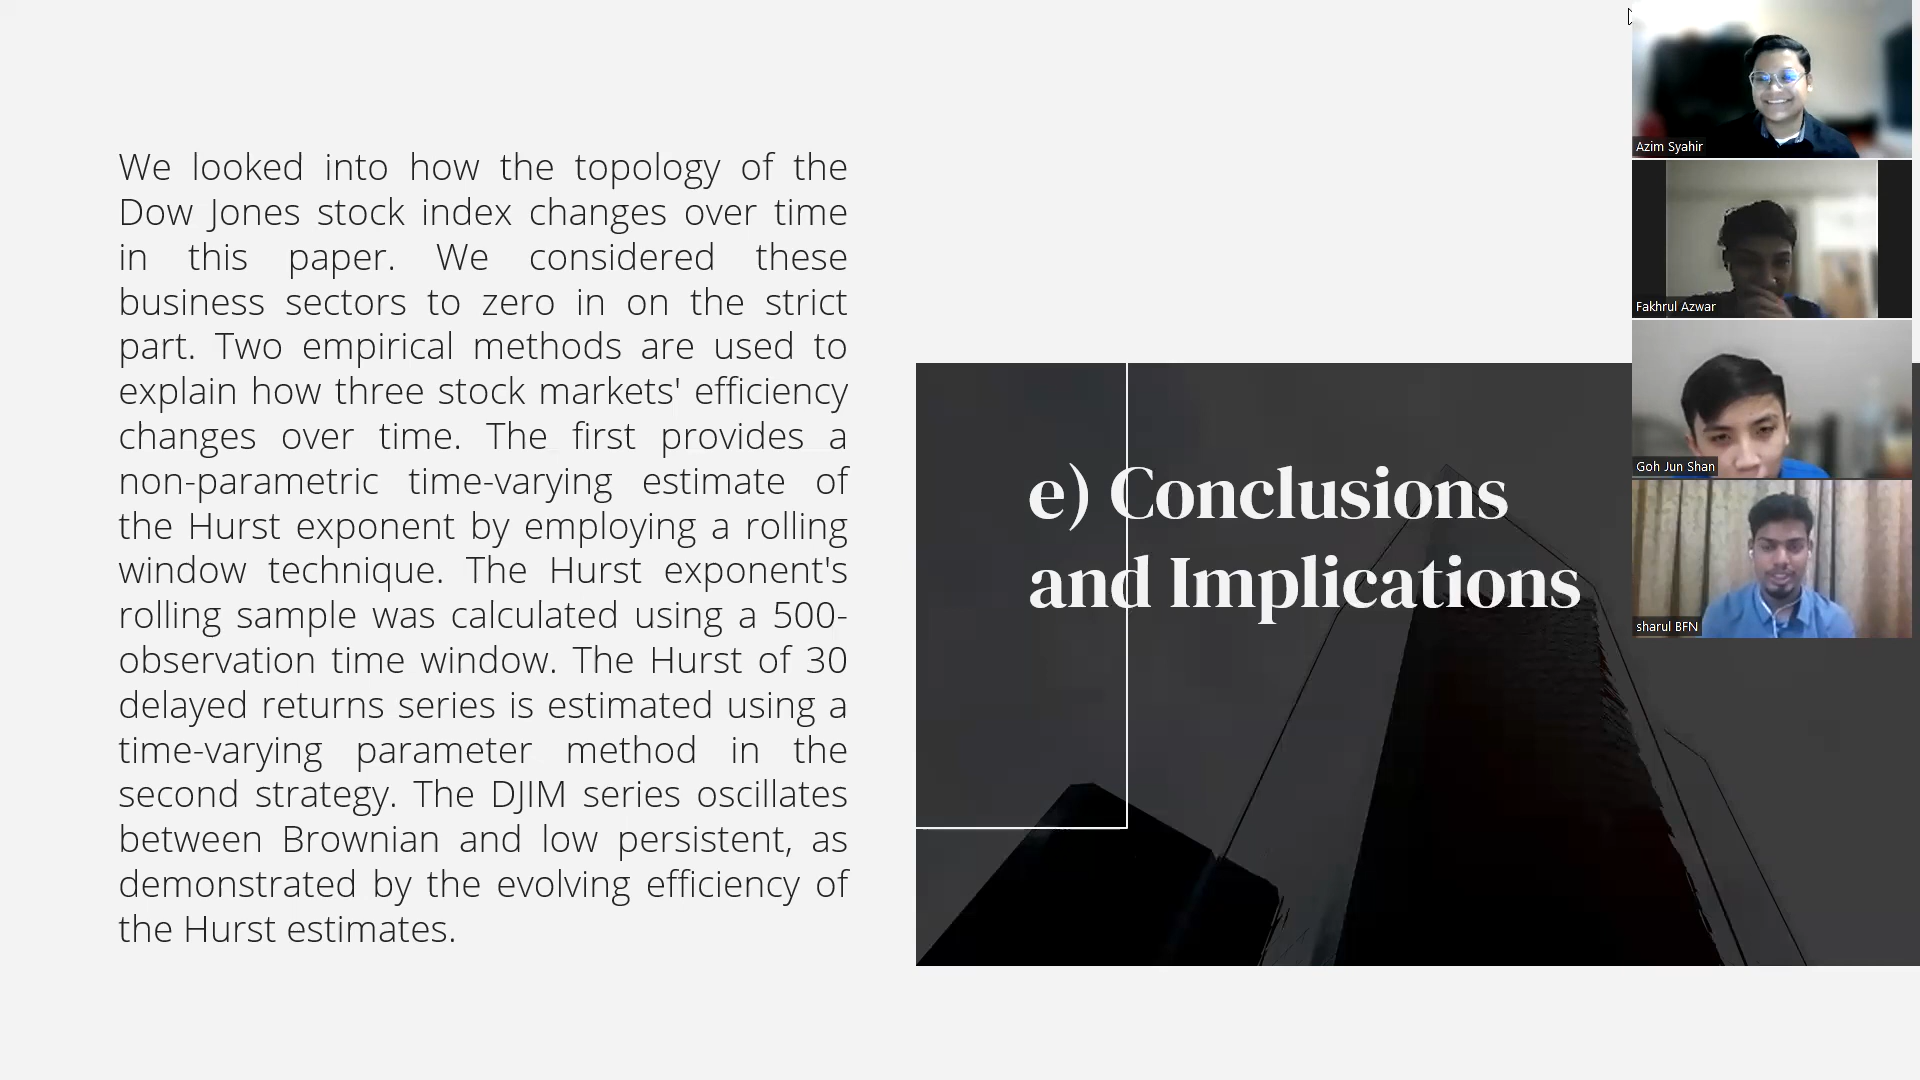 We looked into how the topology of the
Dow Jones stock index changes over time
in this paper. We considered these
business sectors to zero in on the strict
part. Two empirical methods are used to
explain how three stock markets' efficiency
changes over time. The first provides a
non-parametric time-varying estimate of
the Hurst exponent by employing a rolling
window technique. The Hurst exponent's
rolling sample was calculated using a 500-
observation time window. The Hurst of 30
delayed returns series is estimated using a
time-varying parameter method in the
second strategy. The DJIM series oscillates
between Brownian and low persistent, as
demonstrated by the evolving efficiency of
the Hurst estimates.
e) Conclusions
and Implications
Azim Syahir
Fakhrul Azwar
Goh Jun Shan
sharul BFN